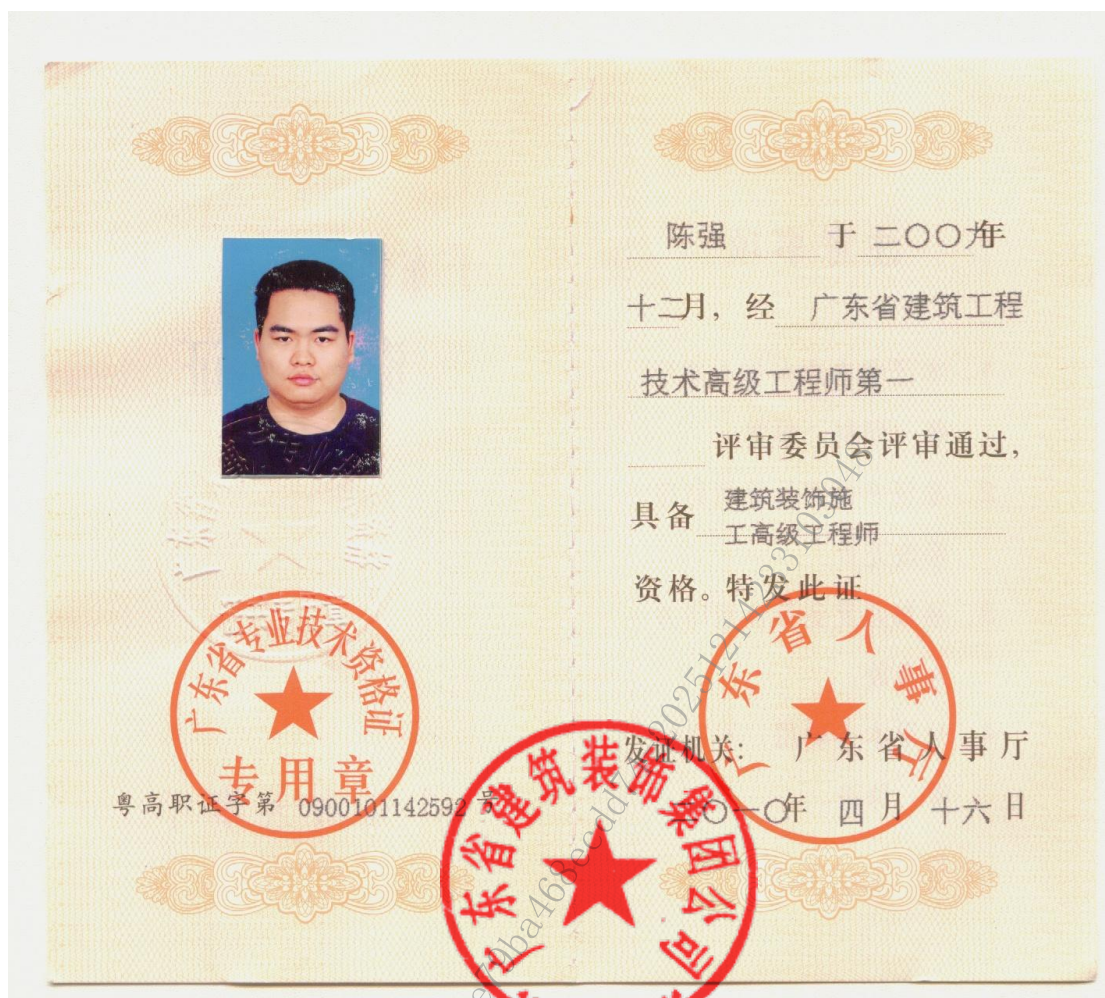 广东省专业技术资格证
专用章
粤高职证字第 0900101142592 号
陈强 于 二〇〇九年
十二月，经 广东省建筑工程
技术高级工程师第一
评审委员会评审通过，
具备 建筑装饰施
工高级工程师
资格。特发此证
广东省人事厅
发证机关： 广东省人事厅
二〇一〇年 四月 十六日
广东省建筑装饰集团公司